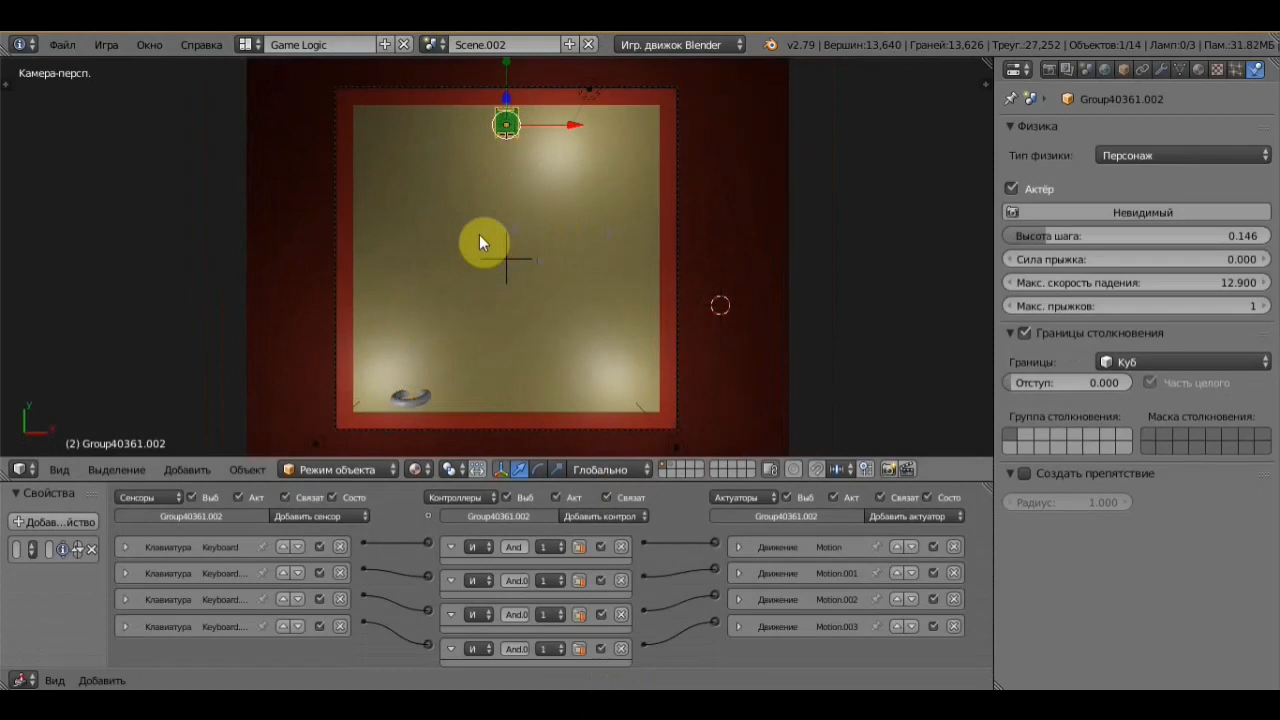 Файл Игра Окно Справка Game Logic Scene.002 Игр. движок Blender v2.79 | Вершин:13,640 | Граней:13,626 | Треуг.:27,252 | Объектов:1/14 | Ламп:0/3 | Пам.:31.82МБ
Камера-персп.
Group40361.002
Физика
Тип физики: Персонаж
Актёр
Невидимый
Высота шага: 0.146
Сила прыжка: 0.000
Макс. скорость падения: 12.900
Макс. прыжков: 1
Границы столкновения
Границы: Куб
Отступ: 0.000 Часть целого
Группа столкновения: Маска столкновения:
Создать препятствие
Радиус: 1.000
(2) Group40361.002
Вид Выделение Добавить Объект Режим объекта Глобально
Свойства Сенсоры Выб Акт Связат Состо Контроллеры Выб Акт Связат Актуаторы Выб Акт Связат Состо
Добав...йство Group40361.002 Добавить сенсор Group40361.002 Добавить контрол Group40361.002 Добавить актуатор
Клавиатура Keyboard И And 1 Движение Motion
Клавиатура Keyboard.... И And.0 1 Движение Motion.001
Клавиатура Keyboard.... И And.0 1 Движение Motion.002
Клавиатура Keyboard.... И And.0 1 Движение Motion.003
Вид Добавить